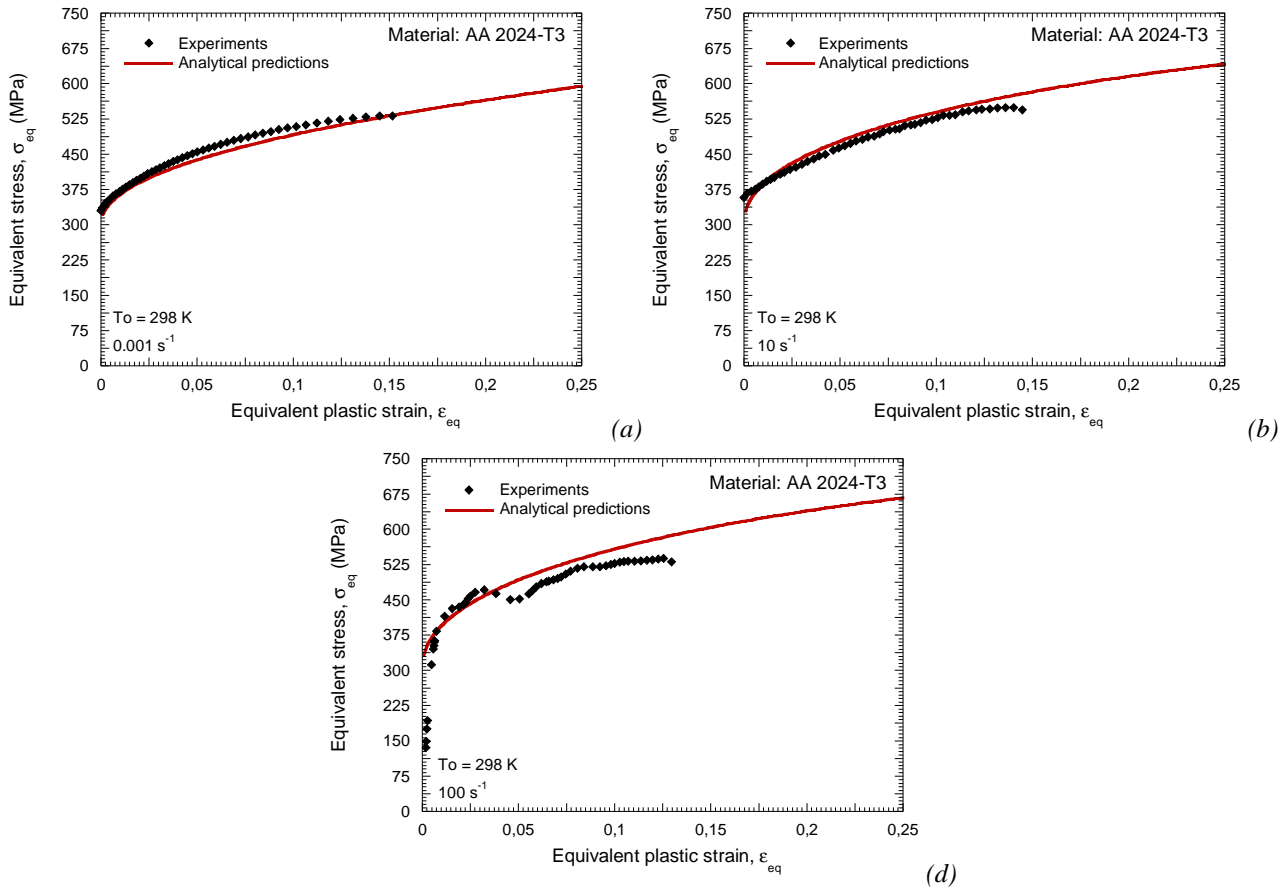 750
675
600
525
450
375
300
225
150
75
0
Equivalent stress, σeq (MPa)
Experiments
Analytical predictions
Material: AA 2024-T3
To = 298 K
0.001 s⁻¹
0 0,05 0,1 0,15 0,2 0,25
Equivalent plastic strain, εeq
(a)
750
675
600
525
450
375
300
225
150
75
0
Equivalent stress, σeq (MPa)
Experiments
Analytical predictions
Material: AA 2024-T3
To = 298 K
10 s⁻¹
0 0,05 0,1 0,15 0,2 0,25
Equivalent plastic strain, εeq
(b)
750
675
600
525
450
375
300
225
150
75
0
Equivalent stress, σeq (MPa)
Experiments
Analytical predictions
Material: AA 2024-T3
To = 298 K
100 s⁻¹
0 0,05 0,1 0,15 0,2 0,25
Equivalent plastic strain, εeq
(d)